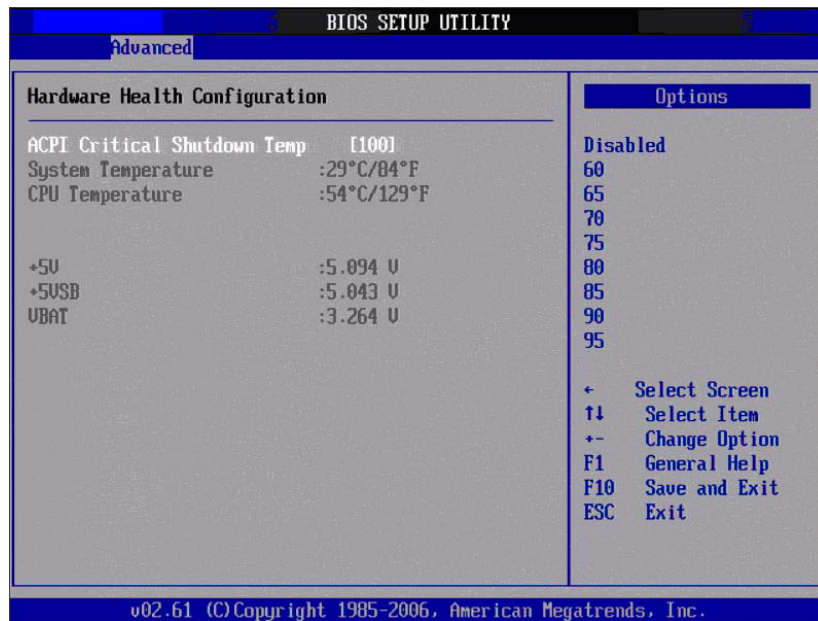 BIOS SETUP UTILITY
Advanced
Hardware Health Configuration
ACPI Critical Shutdown Temp [100]
System Temperature :29°C/84°F
CPU Temperature :54°C/129°F
+5V :5.094 V
+5VSB :5.043 V
VBAT :3.264 V
Options
Disabled
60
65
70
75
80
85
90
95
← Select Screen
↑↓ Select Item
+- Change Option
F1 General Help
F10 Save and Exit
ESC Exit
v02.61 (C)Copyright 1985-2006, American Megatrends, Inc.